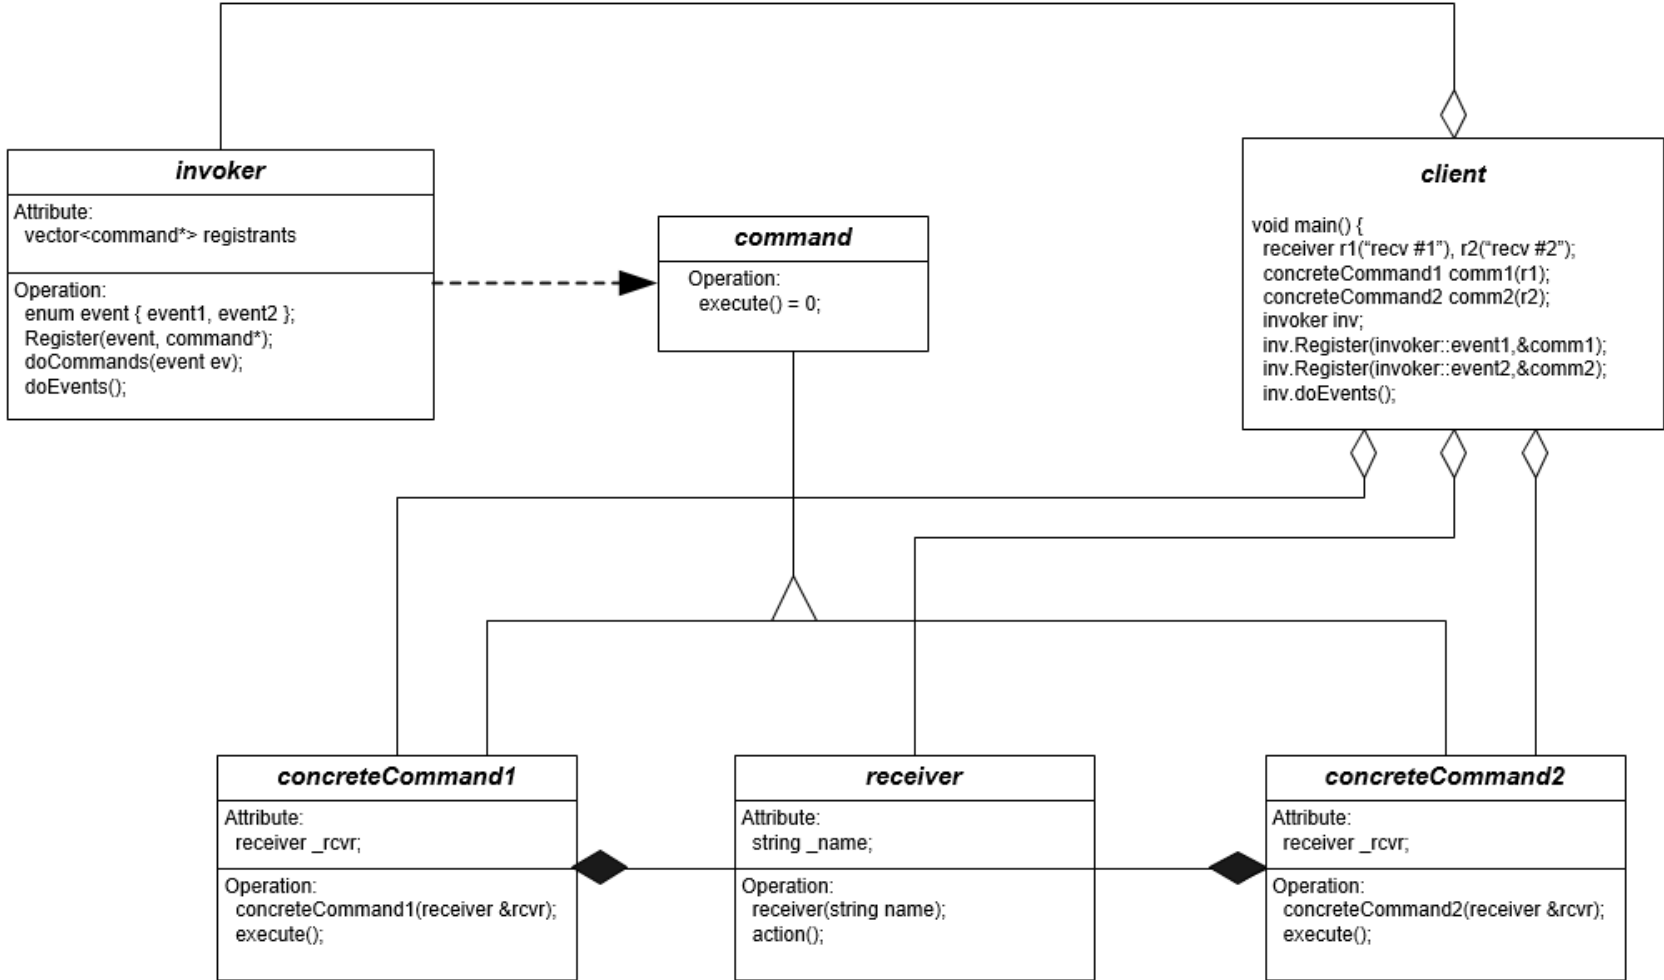 invoker
Attribute:
vector<command*> registrants
Operation:
enum event { event1, event2 };
Register(event, command*);
doCommands(event ev);
doEvents();
command
Operation:
execute() = 0;
client
void main() {
receiver r1(“recv #1”), r2(“recv #2”);
concreteCommand1 comm1(r1);
concreteCommand2 comm2(r2);
invoker inv;
inv.Register(invoker::event1,&comm1);
inv.Register(invoker::event2,&comm2);
inv.doEvents();
concreteCommand1
Attribute:
receiver _rcvr;
Operation:
concreteCommand1(receiver &rcvr);
execute();
receiver
Attribute:
string _name;
Operation:
receiver(string name);
action();
concreteCommand2
Attribute:
receiver _rcvr;
Operation:
concreteCommand2(receiver &rcvr);
execute();